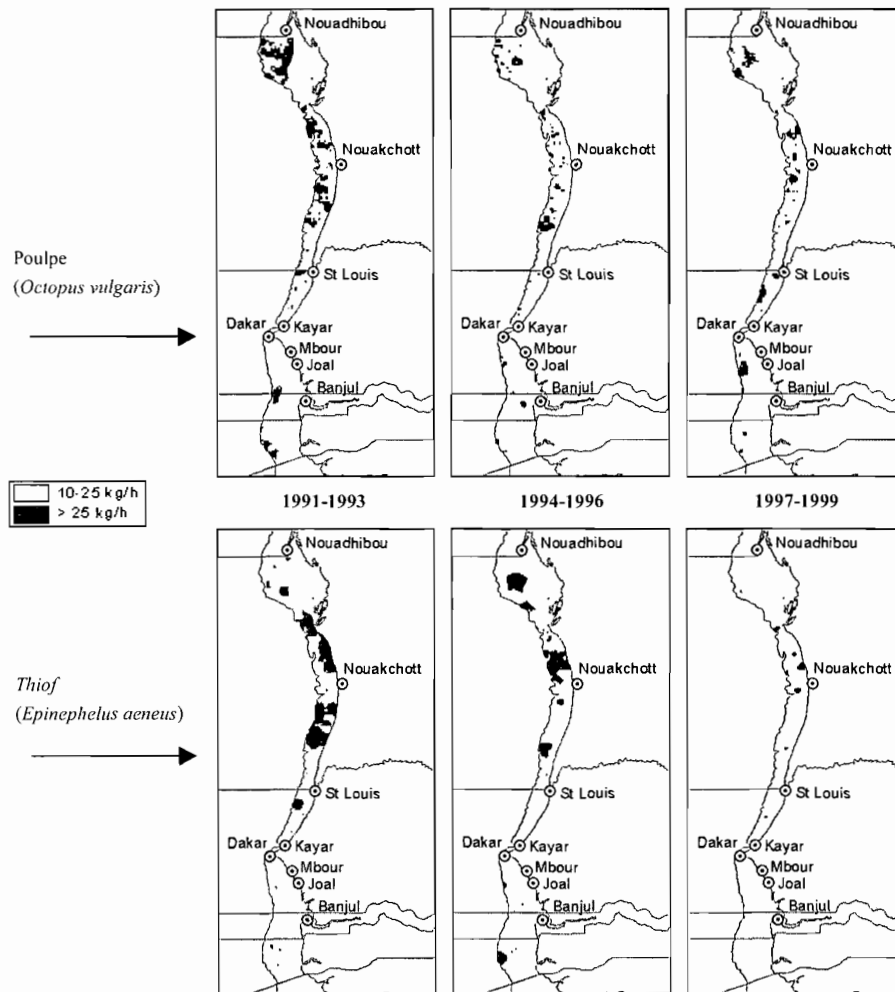 Nouadhibou
Nouakchott
St Louis
Dakar
Kayar
Mbour
Joal
Banjul
Nouadhibou
Nouakchott
St Louis
Dakar
Kayar
Mbour
Joal
Banjul
Nouadhibou
Nouakchott
St Louis
Dakar
Kayar
Mbour
Joal
Banjul
Poulpe
(Octopus vulgaris)
10-25 kg/h
> 25 kg/h
1991-1993
1994-1996
1997-1999
Nouadhibou
Nouakchott
St Louis
Dakar
Kayar
Mbour
Joal
Banjul
Nouadhibou
Nouakchott
St Louis
Dakar
Kayar
Mbour
Joal
Banjul
Nouadhibou
Nouakchott
St Louis
Dakar
Kayar
Mbour
Joal
Banjul
Thiof
(Epinephelus aeneus)